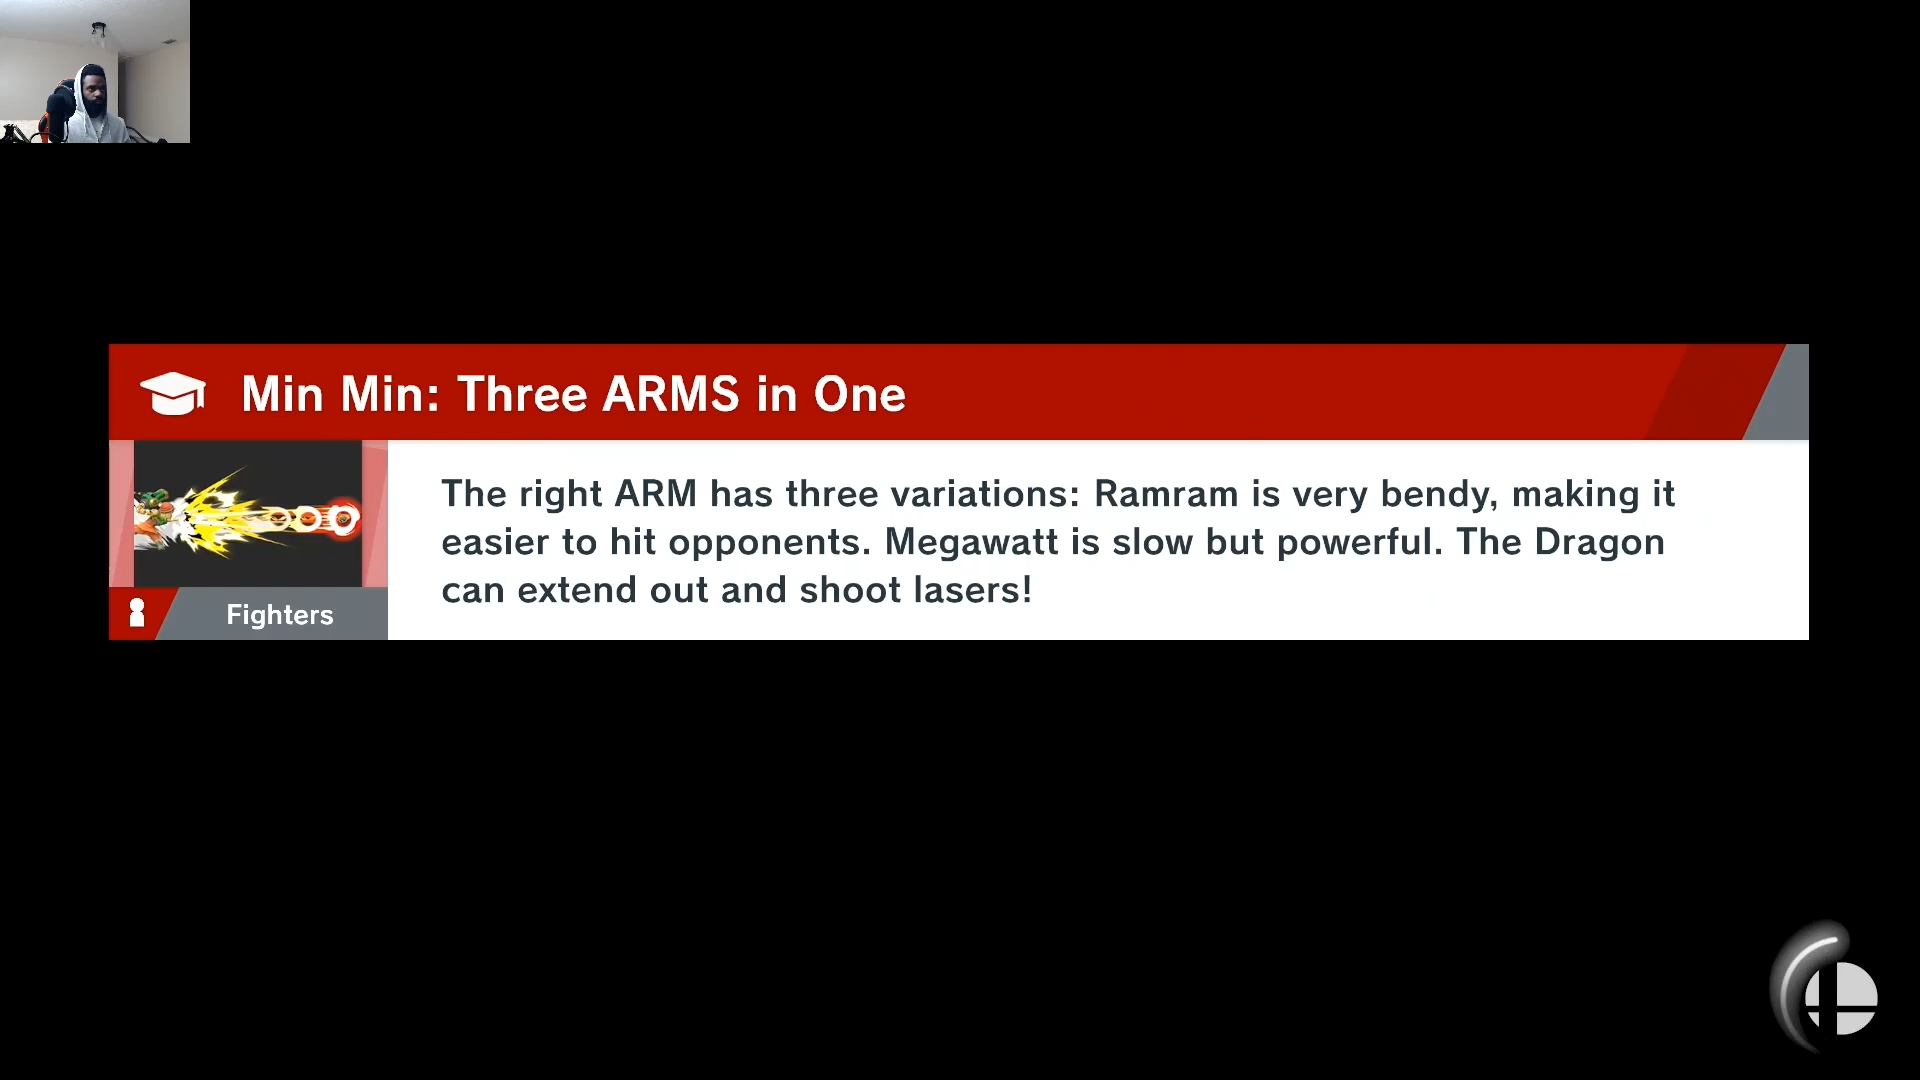 Min Min: Three ARMS in One
The right ARM has three variations: Ramram is very bendy, making it
easier to hit opponents. Megawatt is slow but powerful. The Dragon
can extend out and shoot lasers!
Fighters